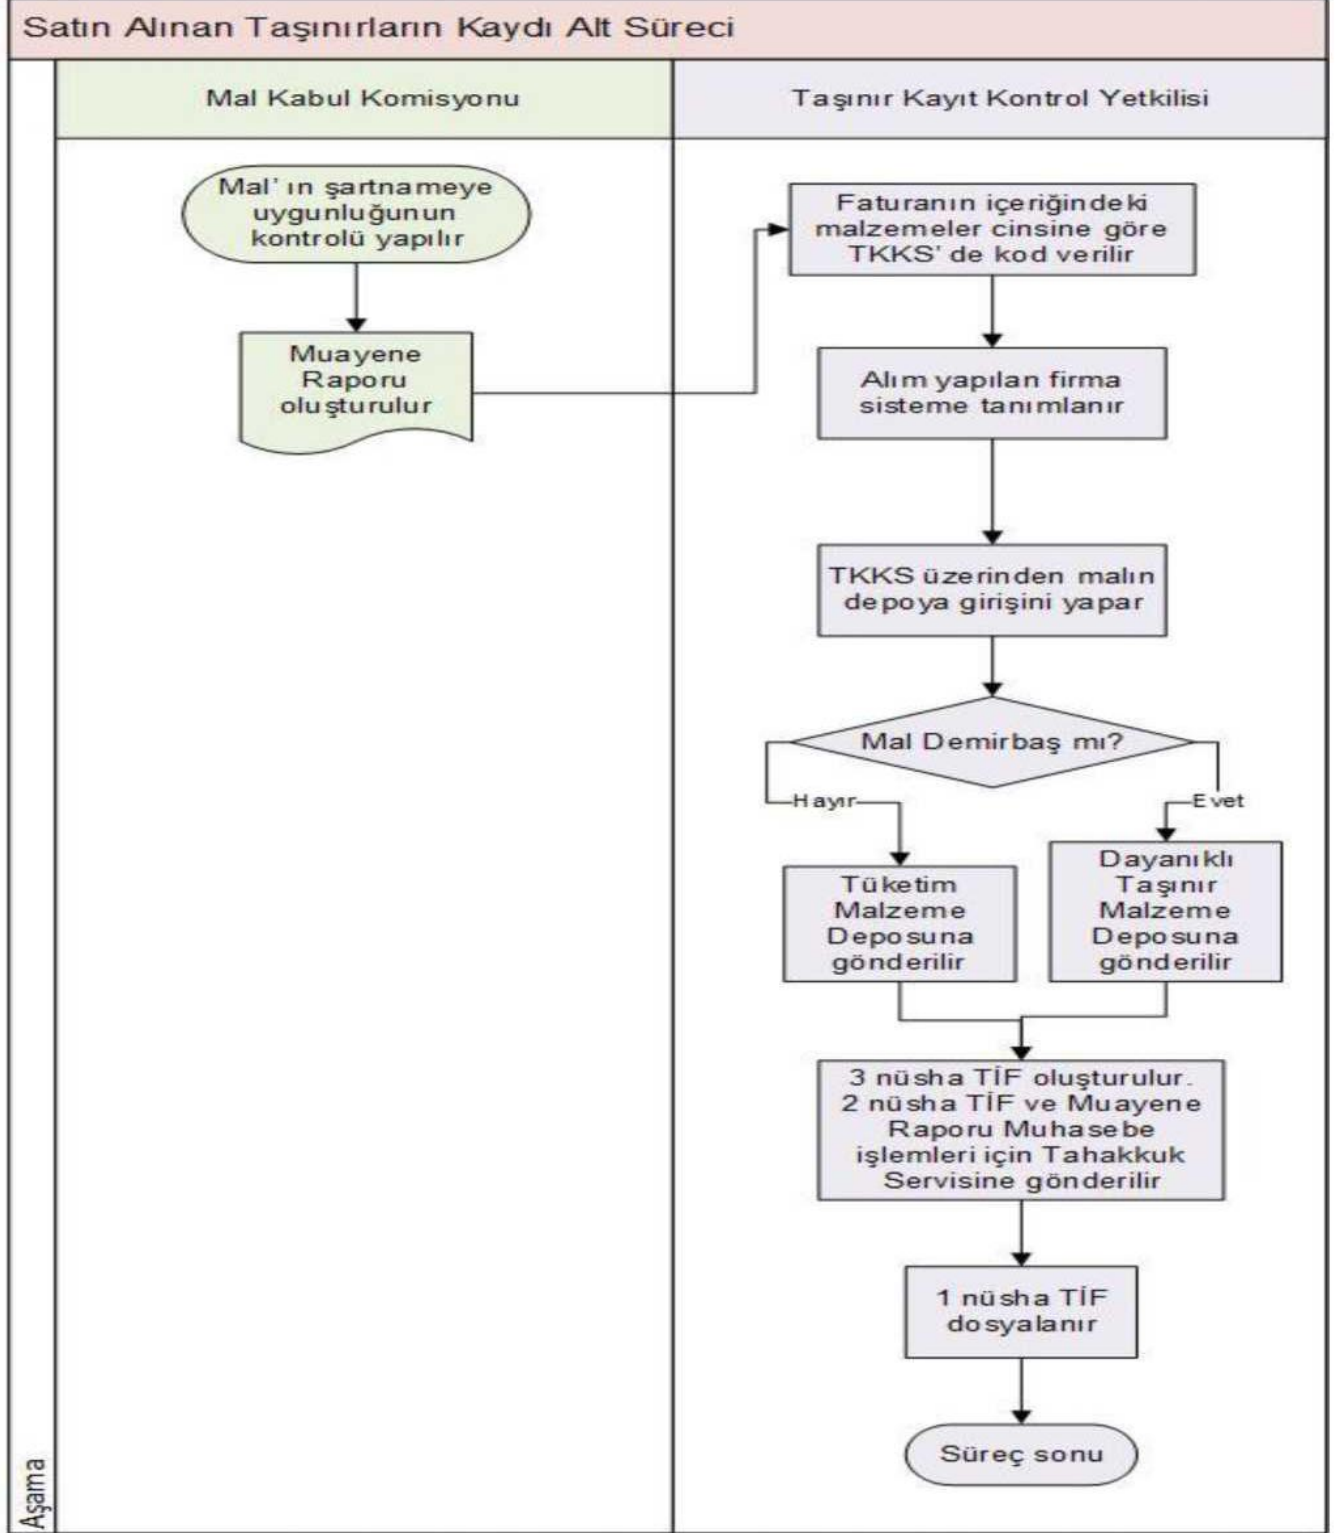 Satın Alınan Taşınırların Kaydı Alt Süreci
Mal Kabul Komisyonu
Taşınır Kayıt Kontrol Yetkilisi
Mal’ın şartnameye
uygunluğunun
kontrolü yapılır
Muayene
Raporu
oluşturulur
Faturanın içeriğindeki
malzemeler cinsine göre
TKKS’de kod verilir
Alım yapılan firma
sisteme tanımlanır
TKKS üzerinden malın
depoya girişini yapar
Mal Demirbaş mı?
Hayır
Evet
Tüketim
Malzeme
Deposuna
gönderilir
Dayanıklı
Taşınır
Malzeme
Deposuna
gönderilir
3 nüsha TİF oluşturulur.
2 nüsha TİF ve Muayene
Raporu Muhasebe
işlemleri için Tahakkuk
Servisine gönderilir
1 nüsha TİF
dosyalanır
Süreç sonu
Aşama